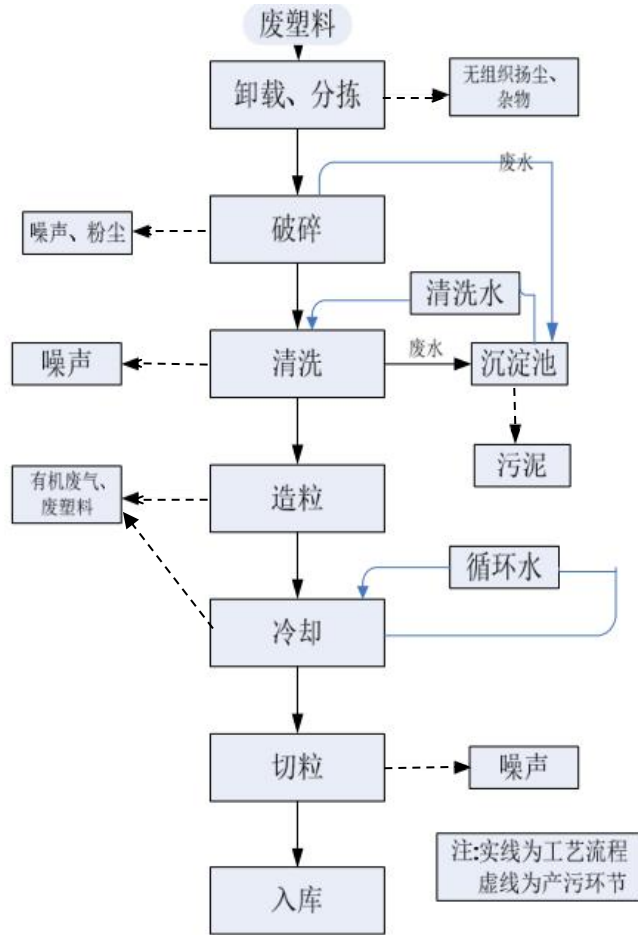 废塑料
卸载、分拣
无组织扬尘、
杂物
废水
噪声、粉尘
破碎
清洗水
噪声
清洗
废水
沉淀池
污泥
有机废气、
废塑料
造粒
循环水
冷却
切粒
噪声
注:实线为工艺流程
虚线为产污环节
入库